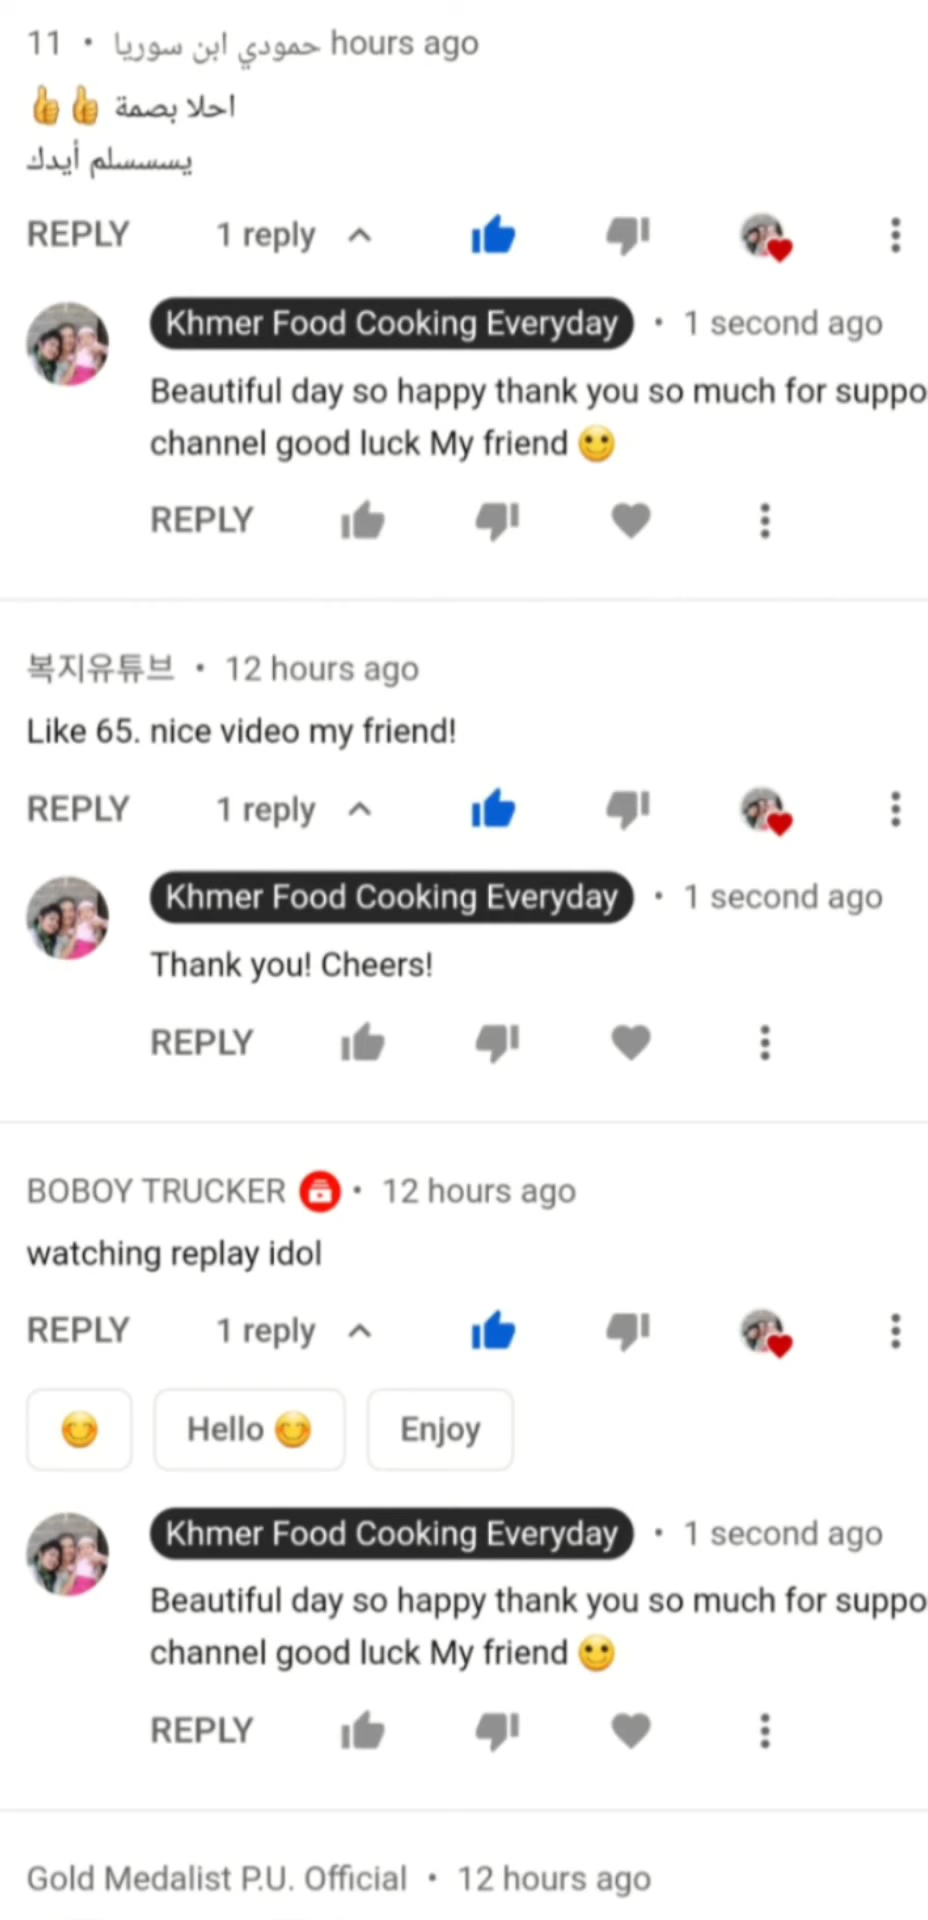 حمودي ابن سوريا • 11 hours ago
احلا بصمة 👍👍
يسسسسلم أيدك
REPLY 1 reply
Khmer Food Cooking Everyday • 1 second ago
Beautiful day so happy thank you so much for suppo
channel good luck My friend 🙂
REPLY
복지유튜브 • 12 hours ago
Like 65. nice video my friend!
REPLY 1 reply
Khmer Food Cooking Everyday • 1 second ago
Thank you! Cheers!
REPLY
BOBOY TRUCKER • 12 hours ago
watching replay idol
REPLY 1 reply
😊 Hello 😊 Enjoy
Khmer Food Cooking Everyday • 1 second ago
Beautiful day so happy thank you so much for suppo
channel good luck My friend 🙂
REPLY
Gold Medalist P.U. Official • 12 hours ago